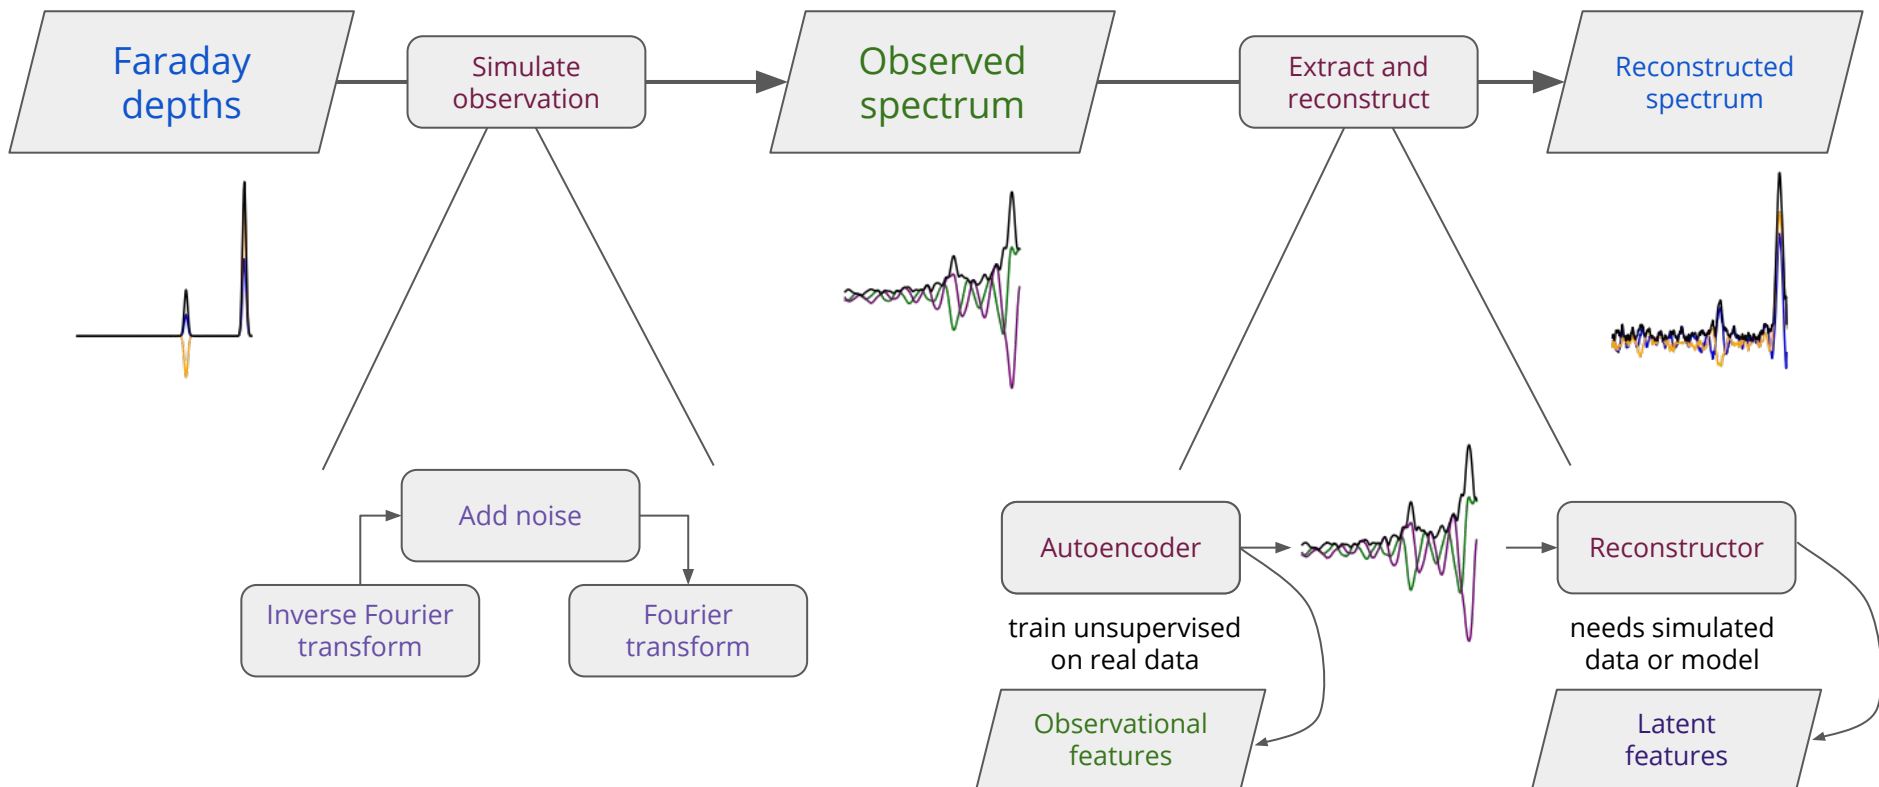 Faraday
depths
Simulate
observation
Observed
spectrum
Extract and
reconstruct
Reconstructed
spectrum
Add noise
Inverse Fourier
transform
Fourier
transform
Autoencoder
train unsupervised
on real data
Observational
features
Reconstructor
needs simulated
data or model
Latent
features